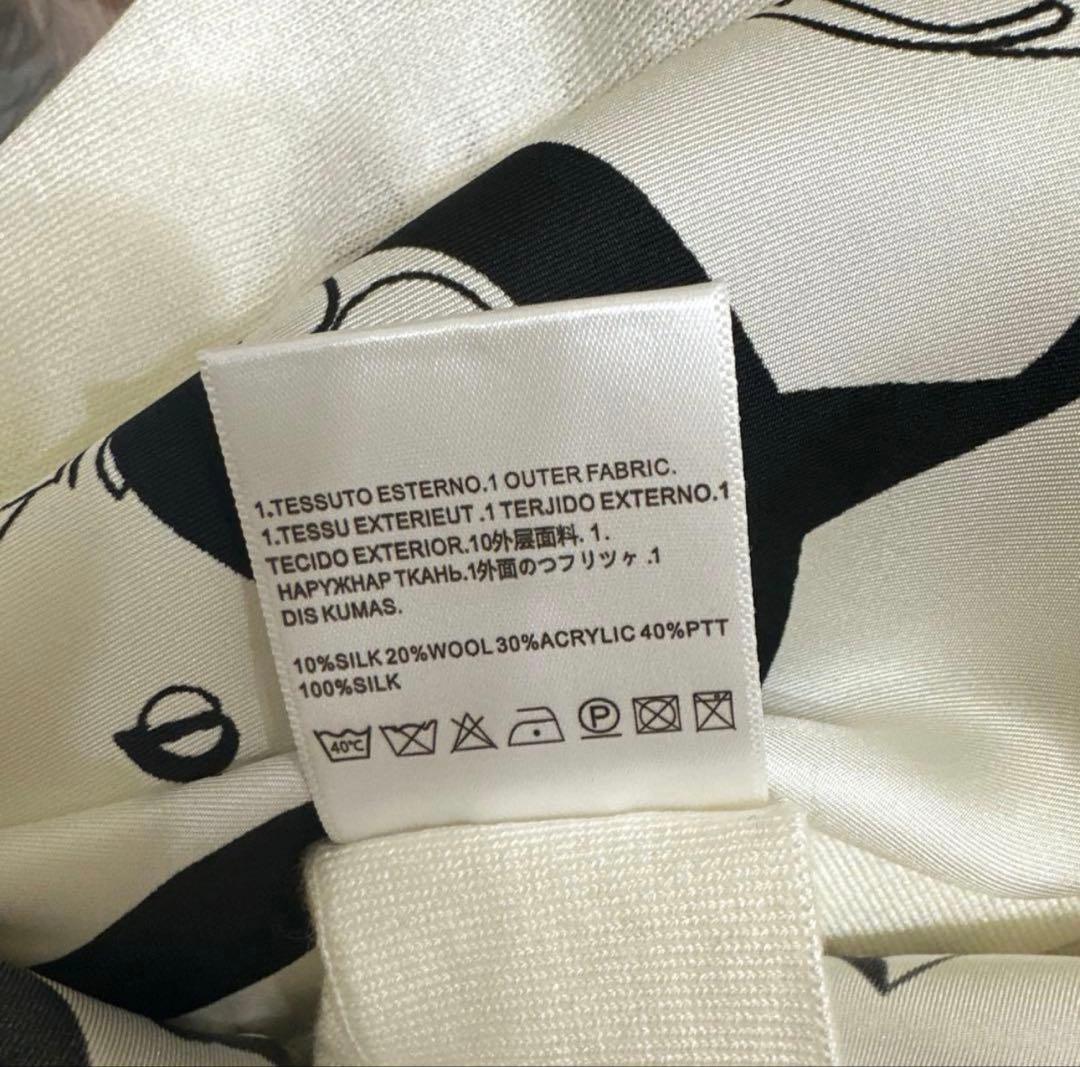 1.TESSUTO ESTERNO.1 OUTER FABRIC.
1.TESSU EXTERIEUT .1 TERJIDO EXTERNO.1
TECIDO EXTERIOR.10外层面料. 1.
НАРУЖНАР ТКАНЬ.1外面のつフリツヶ .1
DIS KUMAS.
10%SILK 20%WOOL 30%ACRYLIC 40%PTT
100%SILK
40℃
P